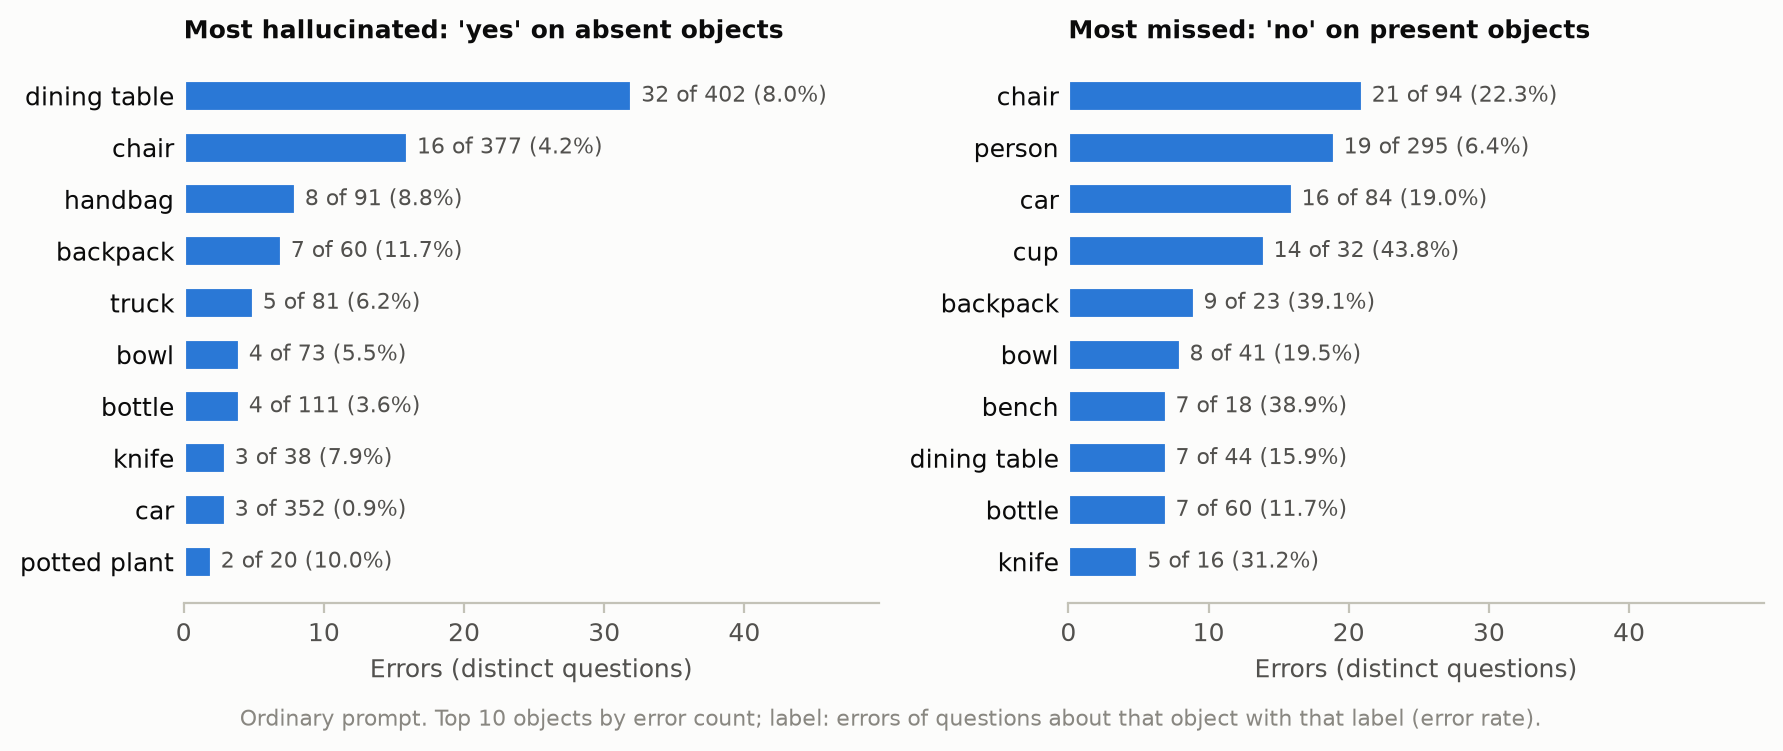 Most hallucinated: 'yes' on absent objects
dining table 32 of 402 (8.0%)
chair 16 of 377 (4.2%)
handbag 8 of 91 (8.8%)
backpack 7 of 60 (11.7%)
truck 5 of 81 (6.2%)
bowl 4 of 73 (5.5%)
bottle 4 of 111 (3.6%)
knife 3 of 38 (7.9%)
car 3 of 352 (0.9%)
potted plant 2 of 20 (10.0%)
0 10 20 30 40
Errors (distinct questions)
Most missed: 'no' on present objects
chair 21 of 94 (22.3%)
person 19 of 295 (6.4%)
car 16 of 84 (19.0%)
cup 14 of 32 (43.8%)
backpack 9 of 23 (39.1%)
bowl 8 of 41 (19.5%)
bench 7 of 18 (38.9%)
dining table 7 of 44 (15.9%)
bottle 7 of 60 (11.7%)
knife 5 of 16 (31.2%)
0 10 20 30 40
Errors (distinct questions)
Ordinary prompt. Top 10 objects by error count; label: errors of questions about that object with that label (error rate).